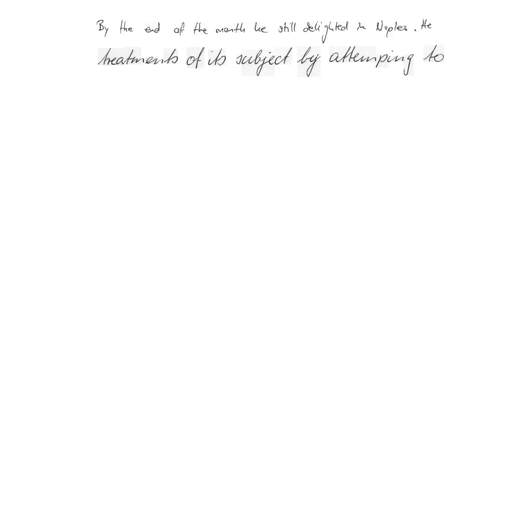 By the end of the month he still delighted in Naples. He
treatments of its subject by attemping to